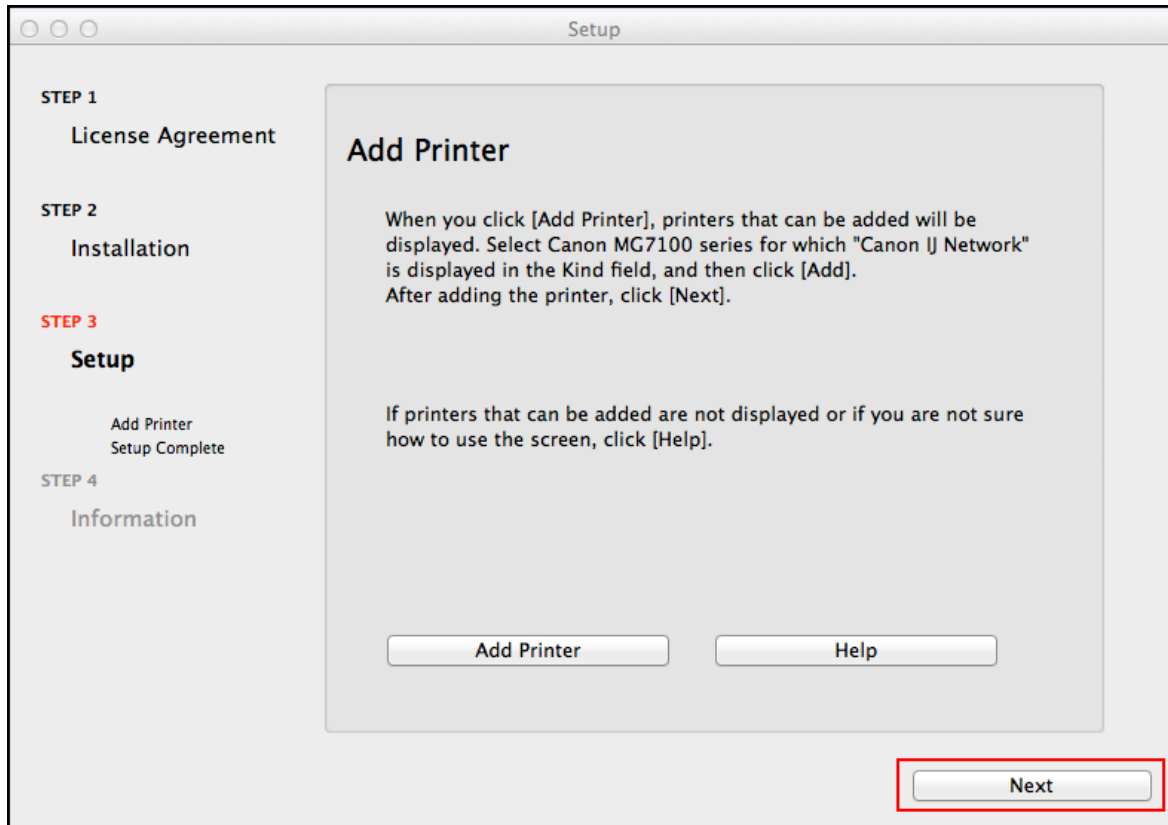 Setup
STEP 1
License Agreement
STEP 2
Installation
STEP 3
Setup
Add Printer
Setup Complete
STEP 4
Information
Add Printer
When you click [Add Printer], printers that can be added will be
displayed. Select Canon MG7100 series for which "Canon IJ Network"
is displayed in the Kind field, and then click [Add].
After adding the printer, click [Next].
If printers that can be added are not displayed or if you are not sure
how to use the screen, click [Help].
Add Printer
Help
Next